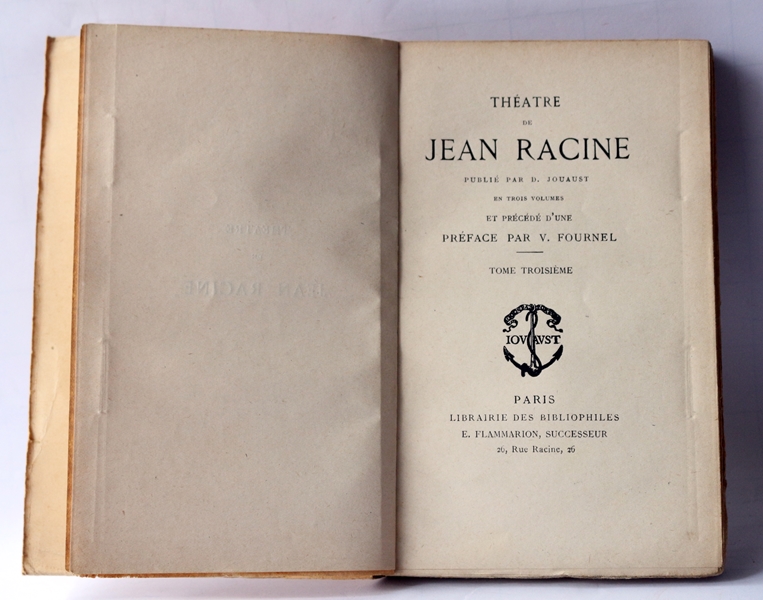 THÉATRE
DE
JEAN RACINE
PUBLIÉ PAR D. JOUAUST
EN TROIS VOLUMES
ET PRÉCÉDÉ D'UNE
PRÉFACE PAR V. FOURNEL
TOME TROISIÈME
IOVAVST
PARIS
LIBRAIRIE DES BIBLIOPHILES
E. FLAMMARION, SUCCESSEUR
26, Rue Racine, 26